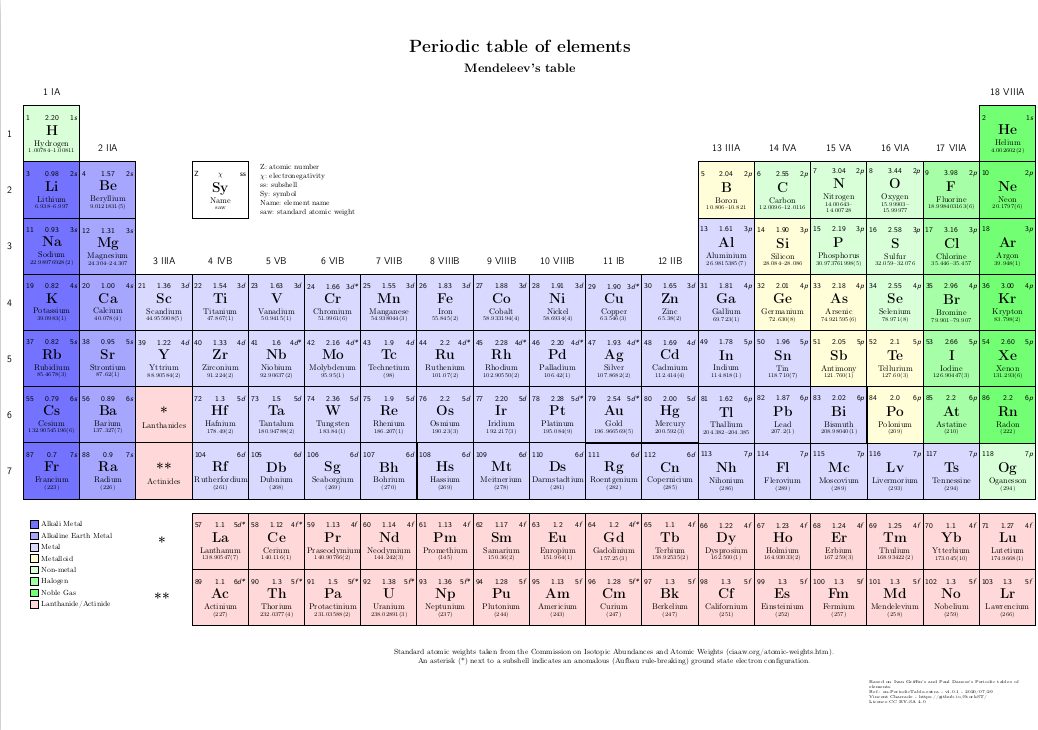 Periodic table of elements
Mendeleev's table
1 IA
18 VIIIA
1
1 2.20 1s
H
Hydrogen
1.00784-1.00811
2 1s
He
Helium
4.002602(2)
2 IIA
13 IIIA 14 IVA 15 VA 16 VIA 17 VIIA
Z χ ss
Sy
Name
saw
Z: atomic number
χ: electronegativity
ss: subshell
Sy: symbol
Name: element name
saw: standard atomic weight
2
3 0.98 2s 4 1.57 2s 5 2.04 2p 6 2.55 2p 7 3.04 2p 8 3.44 2p 9 3.98 2p 10 2p
Li Be B C N O F Ne
Lithium Beryllium Boron Carbon Nitrogen Oxygen Fluorine Neon
6.938-6.997 9.0121831(5) 10.806-10.821 12.0096-12.0116 14.00643-14.00728 15.99903-15.99977 18.998403163(6) 20.1797(6)
3
11 0.93 3s 12 1.31 3s 13 1.61 3p 14 1.90 3p 15 2.19 3p 16 2.58 3p 17 3.16 3p 18 3p
Na Mg Al Si P S Cl Ar
Sodium Magnesium Aluminium Silicon Phosphorus Sulfur Chlorine Argon
22.98976928(2) 24.304-24.307 26.9815385(7) 28.084-28.086 30.973761998(5) 32.059-32.076 35.446-35.457 39.948(1)
3 IIIA 4 IVB 5 VB 6 VIB 7 VIIB 8 VIIIB 9 VIIIB 10 VIIIB 11 IB 12 IIB
4
19 0.82 4s 20 1.00 4s 21 1.36 3d 22 1.54 3d 23 1.63 3d 24 1.66 3d* 25 1.55 3d 26 1.83 3d 27 1.88 3d 28 1.91 3d 29 1.90 3d* 30 1.65 3d 31 1.81 4p 32 2.01 4p 33 2.18 4p 34 2.55 4p 35 2.96 4p 36 3.00 4p
K Ca Sc Ti V Cr Mn Fe Co Ni Cu Zn Ga Ge As Se Br Kr
Potassium Calcium Scandium Titanium Vanadium Chromium Manganese Iron Cobalt Nickel Copper Zinc Gallium Germanium Arsenic Selenium Bromine Krypton
39.0983(1) 40.078(4) 44.955908(5) 47.867(1) 50.9415(1) 51.9961(6) 54.938044(3) 55.845(2) 58.933194(4) 58.6934(4) 63.546(3) 65.38(2) 69.723(1) 72.630(8) 74.921595(6) 78.971(8) 79.901-79.907 83.798(2)
5
37 0.82 5s 38 0.95 5s 39 1.22 4d 40 1.33 4d 41 1.6 4d* 42 2.16 4d* 43 1.9 4d 44 2.2 4d* 45 2.28 4d* 46 2.20 4d* 47 1.93 4d* 48 1.69 4d 49 1.78 5p 50 1.96 5p 51 2.05 5p 52 2.1 5p 53 2.66 5p 54 2.60 5p
Rb Sr Y Zr Nb Mo Tc Ru Rh Pd Ag Cd In Sn Sb Te I Xe
Rubidium Strontium Yttrium Zirconium Niobium Molybdenum Technetium Ruthenium Rhodium Palladium Silver Cadmium Indium Tin Antimony Tellurium Iodine Xenon
85.4678(3) 87.62(1) 88.90584(2) 91.224(2) 92.90637(2) 95.95(1) (98) 101.07(2) 102.90550(2) 106.42(1) 107.8682(2) 112.414(4) 114.818(1) 118.710(7) 121.760(1) 127.60(3) 126.90447(3) 131.293(6)
6
55 0.79 6s 56 0.89 6s 72 1.3 5d 73 1.5 5d 74 2.36 5d 75 1.9 5d 76 2.2 5d 77 2.20 5d 78 2.28 5d* 79 2.54 5d* 80 2.00 5d 81 1.62 6p 82 1.87 6p 83 2.02 6p 84 2.0 6p 85 2.2 6p 86 2.2 6p
Cs Ba * Hf Ta W Re Os Ir Pt Au Hg Tl Pb Bi Po At Rn
Cesium Barium Lanthanides Hafnium Tantalum Tungsten Rhenium Osmium Iridium Platinum Gold Mercury Thallium Lead Bismuth Polonium Astatine Radon
132.90545196(6) 137.327(7) 178.49(2) 180.94788(2) 183.84(1) 186.207(1) 190.23(3) 192.217(3) 195.084(9) 196.966569(5) 200.592(3) 204.382-204.385 207.2(1) 208.98040(1) (209) (210) (222)
7
87 0.7 7s 88 0.9 7s 104 6d 105 6d 106 6d 107 6d 108 6d 109 6d 110 6d 111 6d 112 6d 113 7p 114 7p 115 7p 116 7p 117 7p 118 7p
Fr Ra ** Rf Db Sg Bh Hs Mt Ds Rg Cn Nh Fl Mc Lv Ts Og
Francium Radium Actinides Rutherfordium Dubnium Seaborgium Bohrium Hassium Meitnerium Darmstadtium Roentgenium Copernicium Nihonium Flerovium Moscovium Livermorium Tennessine Oganesson
(223) (226) (261) (268) (269) (270) (269) (278) (281) (282) (285) (286) (289) (289) (293) (294) (294)
Alkali Metal
Alkaline Earth Metal
Metal
Metalloid
Non-metal
Halogen
Noble Gas
Lanthanide/Actinide
*
57 1.1 5d* 58 1.12 4f* 59 1.13 4f 60 1.14 4f 61 1.13 4f 62 1.17 4f 63 1.2 4f 64 1.2 4f* 65 1.1 4f 66 1.22 4f 67 1.23 4f 68 1.24 4f 69 1.25 4f 70 1.1 4f 71 1.27 4f
La Ce Pr Nd Pm Sm Eu Gd Tb Dy Ho Er Tm Yb Lu
Lanthanum Cerium Praseodymium Neodymium Promethium Samarium Europium Gadolinium Terbium Dysprosium Holmium Erbium Thulium Ytterbium Lutetium
138.90547(7) 140.116(1) 140.90766(2) 144.242(3) (145) 150.36(2) 151.964(1) 157.25(3) 158.92535(2) 162.500(1) 164.93033(2) 167.259(3) 168.93422(2) 173.045(10) 174.9668(1)
**
89 1.1 6d* 90 1.3 5f* 91 1.5 5f* 92 1.38 5f* 93 1.36 5f* 94 1.28 5f 95 1.13 5f 96 1.28 5f* 97 1.3 5f 98 1.3 5f 99 1.3 5f 100 1.3 5f 101 1.3 5f 102 1.3 5f 103 1.3 5f
Ac Th Pa U Np Pu Am Cm Bk Cf Es Fm Md No Lr
Actinium Thorium Protactinium Uranium Neptunium Plutonium Americium Curium Berkelium Californium Einsteinium Fermium Mendelevium Nobelium Lawrencium
(227) 232.0377(4) 231.03588(2) 238.02891(3) (237) (244) (243) (247) (247) (251) (252) (257) (258) (259) (266)
Standard atomic weights taken from the Commission on Isotopic Abundances and Atomic Weights (ciaaw.org/atomic-weights.htm).
An asterisk (*) next to a subshell indicates an anomalous (Aufbau rule-breaking) ground state electron configuration.
Based on Ivan Griffin's and Paul Danese's Periodic tables of
elements
Licence CC BY-SA 4.0